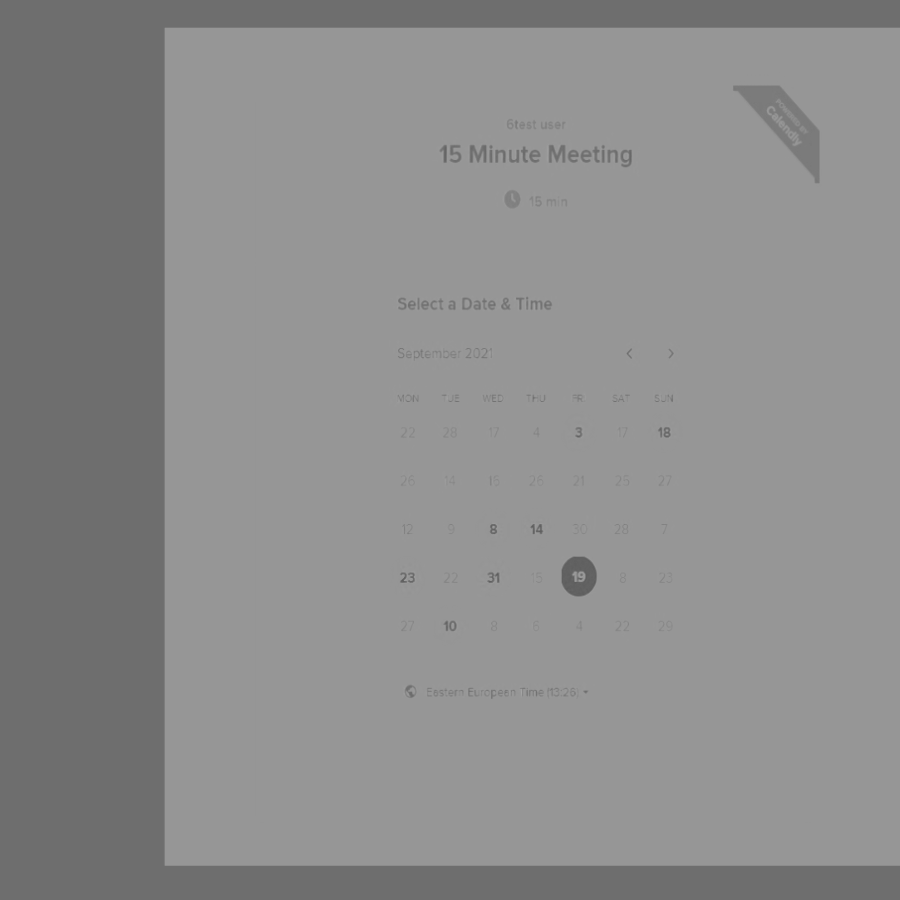 6test user
15 Minute Meeting
15 min
POWERED BY
Calendly
Select a Date & Time
September 2021
MON TUE WED THU FRI SAT SUN
22 28 17 4 3 17 18
26 14 15 26 21 25 27
12 9 8 14 30 28 7
23 22 31 15 19 8 23
27 10 8 6 4 22 29
Eastern European Time (13:26)